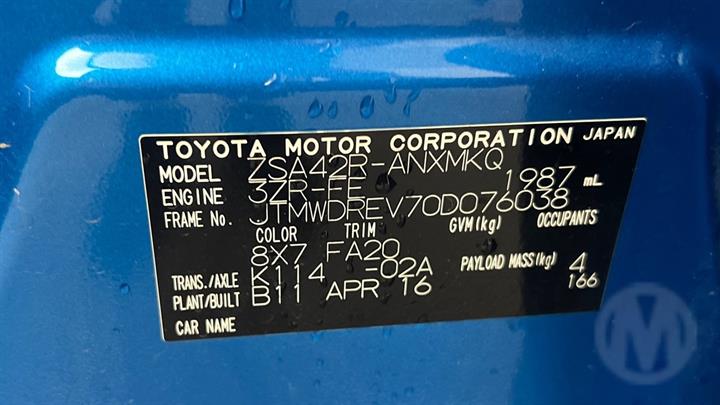 TOYOTA MOTOR CORPORATION JAPAN
MODEL ZSA42R-ANXMKQ
ENGINE 3ZR-FE 1987 mL
FRAME No. JTMWDREV70D076038
COLOR TRIM GVM(kg) OCCUPANTS
8X7 FA20
TRANS./AXLE K114 -02A PAYLOAD MASS(kg) 4
PLANT/BUILT B11 APR 16 166
CAR NAME
M